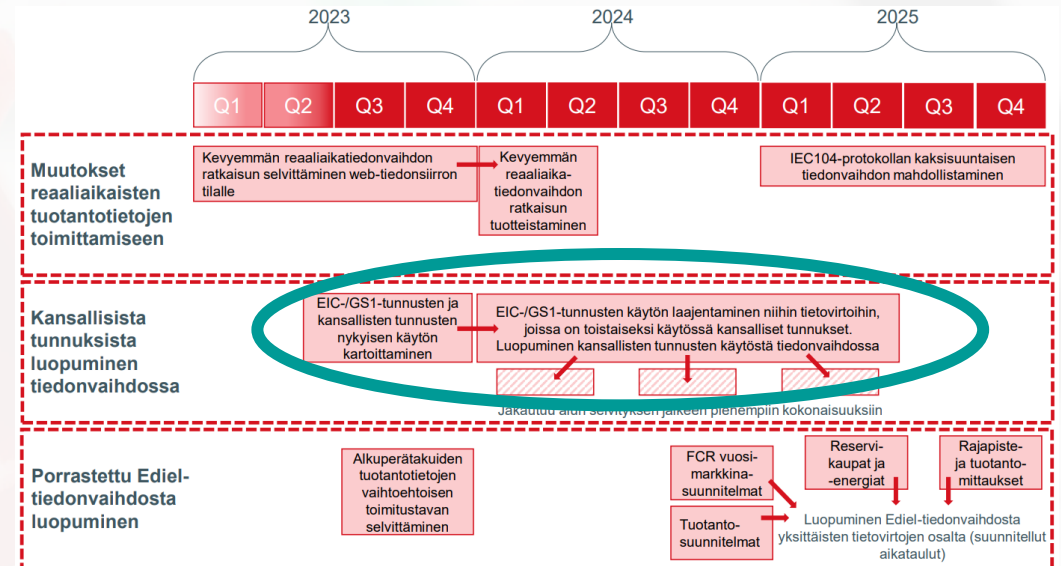 2023
2024
2025
Q1
Q2
Q3
Q4
Q1
Q2
Q3
Q4
Q1
Q2
Q3
Q4
Muutokset
reaaliaikaisten
tuotantotietojen
toimittamiseen
Kevyemmän reaaliaikatiedonvaihdon
ratkaisun selvittäminen web-tiedonsiirron
tilalle
Kevyemmän
reaaliaika-
tiedonvaihdon
ratkaisun
tuotteistaminen
IEC104-protokollan kaksisuuntaisen
tiedonvaihdon mahdollistaminen
Kansallisista
tunnuksista
luopuminen
tiedonvaihdossa
EIC-/GS1-tunnusten ja
kansallisten tunnusten
nykyisen käytön
kartoittaminen
EIC-/GS1-tunnusten käytön laajentaminen niihin tietovirtoihin,
joissa on toistaiseksi käytössä kansalliset tunnukset.
Luopuminen kansallisten tunnusten käytöstä tiedonvaihdossa
Jakautuu alun selvityksen jälkeen pienempiin kokonaisuuksiin
Porrastettu Ediel-
tiedonvaihdosta
luopuminen
Alkuperätakuiden
tuotantotietojen
vaihtoehtoisen
toimitustavan
selvittäminen
FCR vuosi-
markkina-
suunnitelmat
Tuotanto-
suunnitelmat
Reservi-
kaupat ja
-energiat
Rajapiste-
ja tuotanto-
mittaukset
Luopuminen Ediel-tiedonvaihdosta
yksittäisten tietovirtojen osalta (suunnitellut
aikataulut)